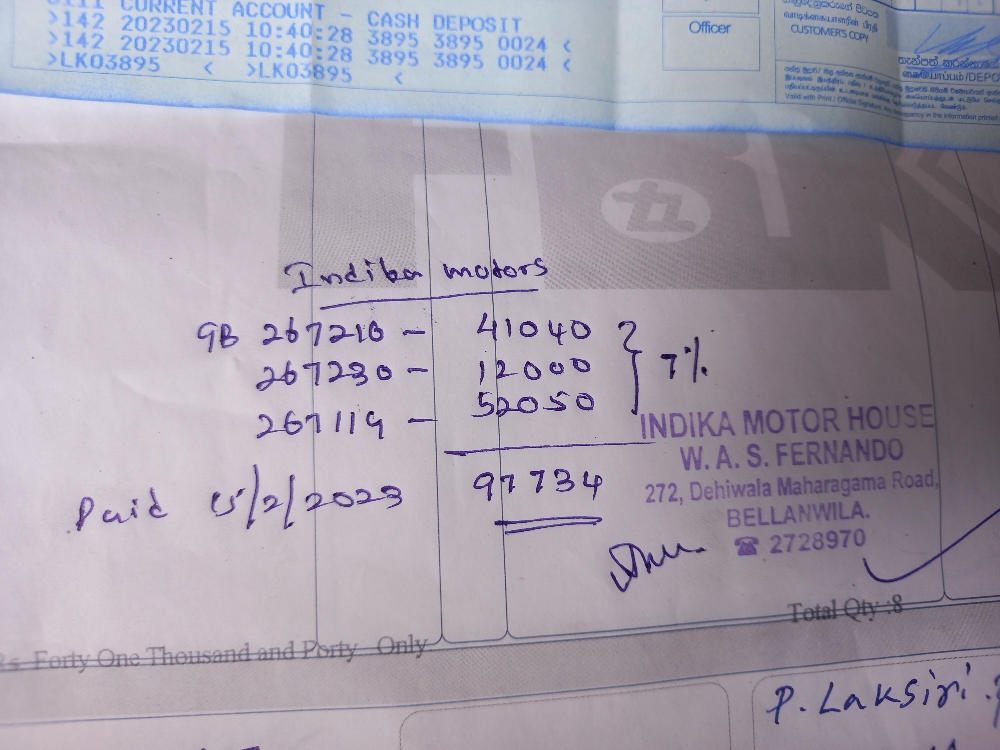 CURRENT ACCOUNT - CASH DEPOSIT
>142 20230215 10:40:28 3895 3895 0024 <
>142 20230215 10:40:28 3895 3895 0024 <
>LK03895 < >LK03895 <
Officer
CUSTOMER'S COPY
Indika motors
GB 267210 - 41040
267230 - 12000
267119 - 52050
7%
97734
Paid 15/2/2023
INDIKA MOTOR HOUSE
W. A. S. FERNANDO
272, Dehiwala Maharagama Road,
BELLANWILA.
☎ 2728970
Total Qty :8
Rs Forty One Thousand and Porty Only
P. Laksiri.